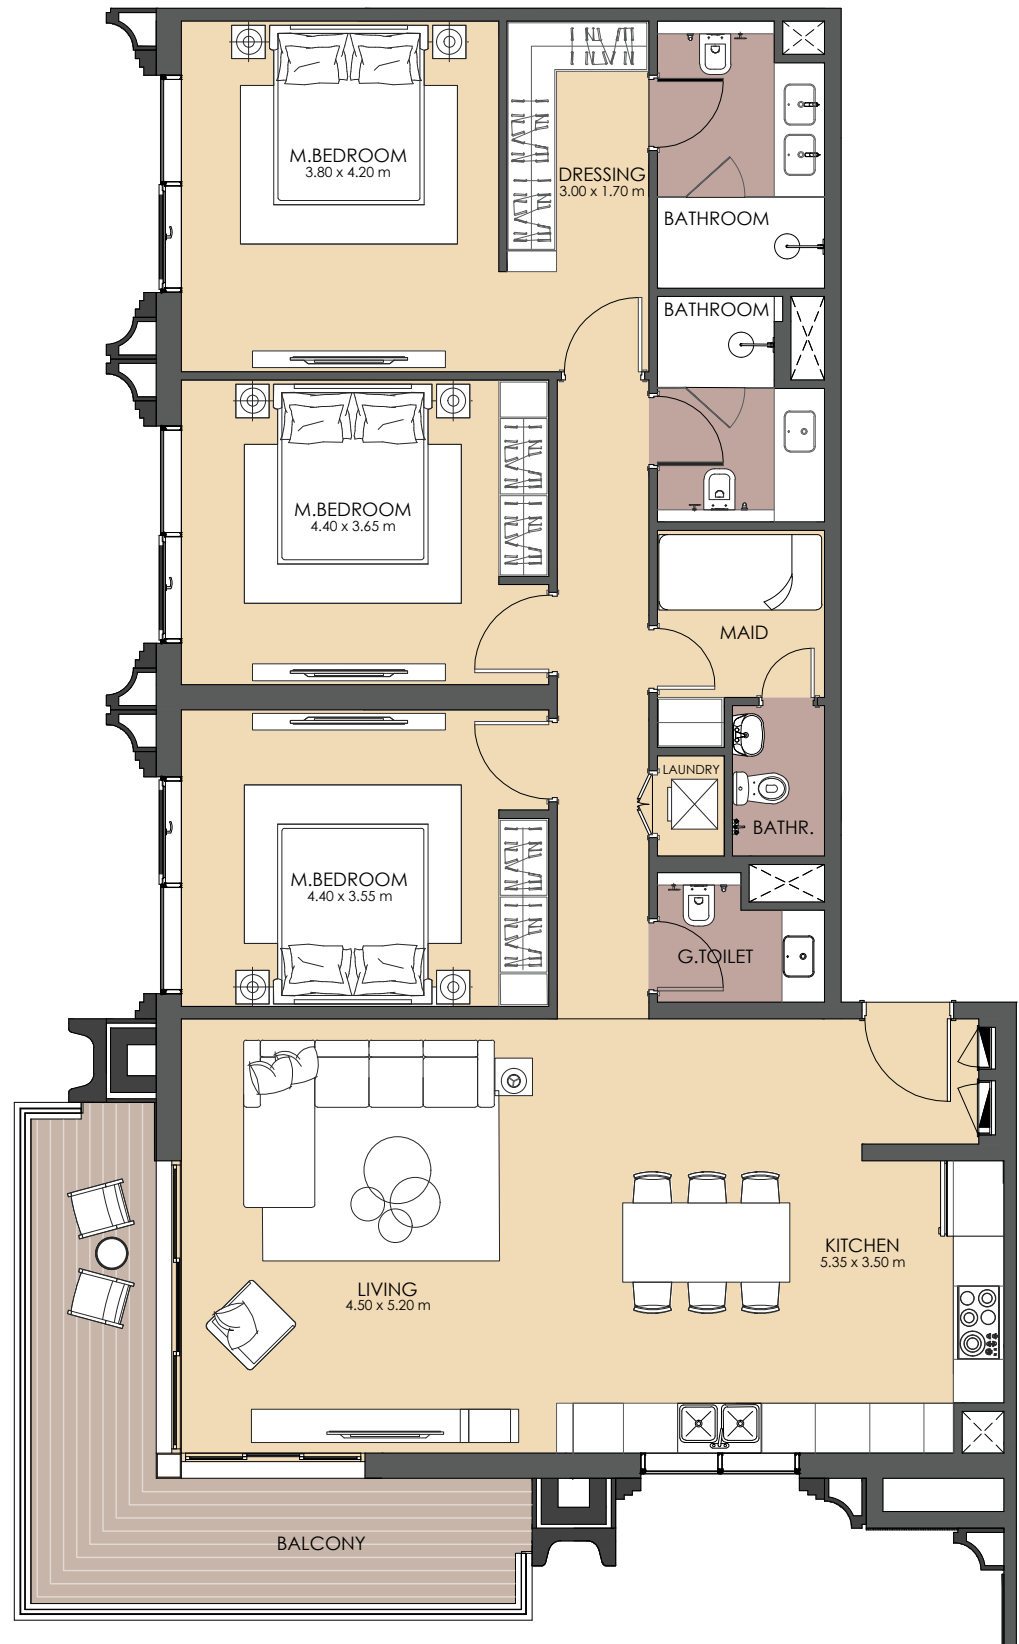 M.BEDROOM
3.80 x 4.20 m
DRESSING
3.00 x 1.70 m
BATHROOM
BATHROOM
M.BEDROOM
4.40 x 3.65 m
MAID
LAUNDRY
BATHR.
M.BEDROOM
4.40 x 3.55 m
G.TOILET
KITCHEN
5.35 x 3.50 m
LIVING
4.50 x 5.20 m
BALCONY